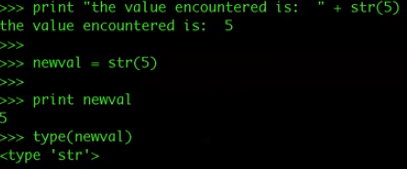 >>> print "the value encountered is:  " + str(5)
the value encountered is:  5
>>>
>>> newval = str(5)
>>>
>>> print newval
5
>>> type(newval)
<type 'str'>